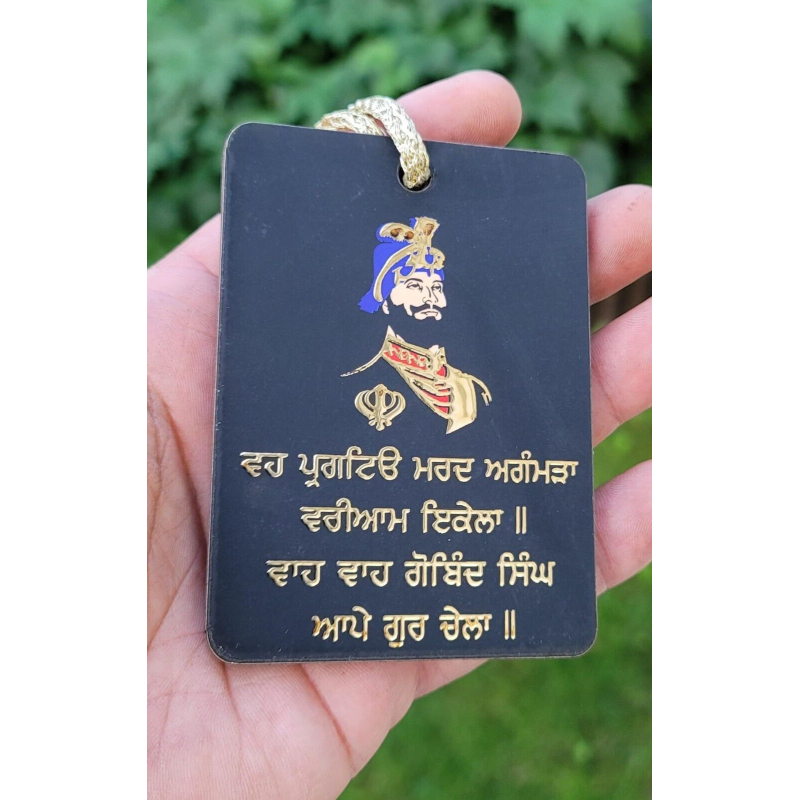 ਵਹ ਪ੍ਰਗਟਿਓ ਮਰਦ ਅਗੰਮੜਾ
ਵਰੀਆਮ ਇਕੇਲਾ ॥
ਵਾਹ ਵਾਹ ਗੋਬਿੰਦ ਸਿੰਘ
ਆਪੇ ਗੁਰ ਚੇਲਾ ॥